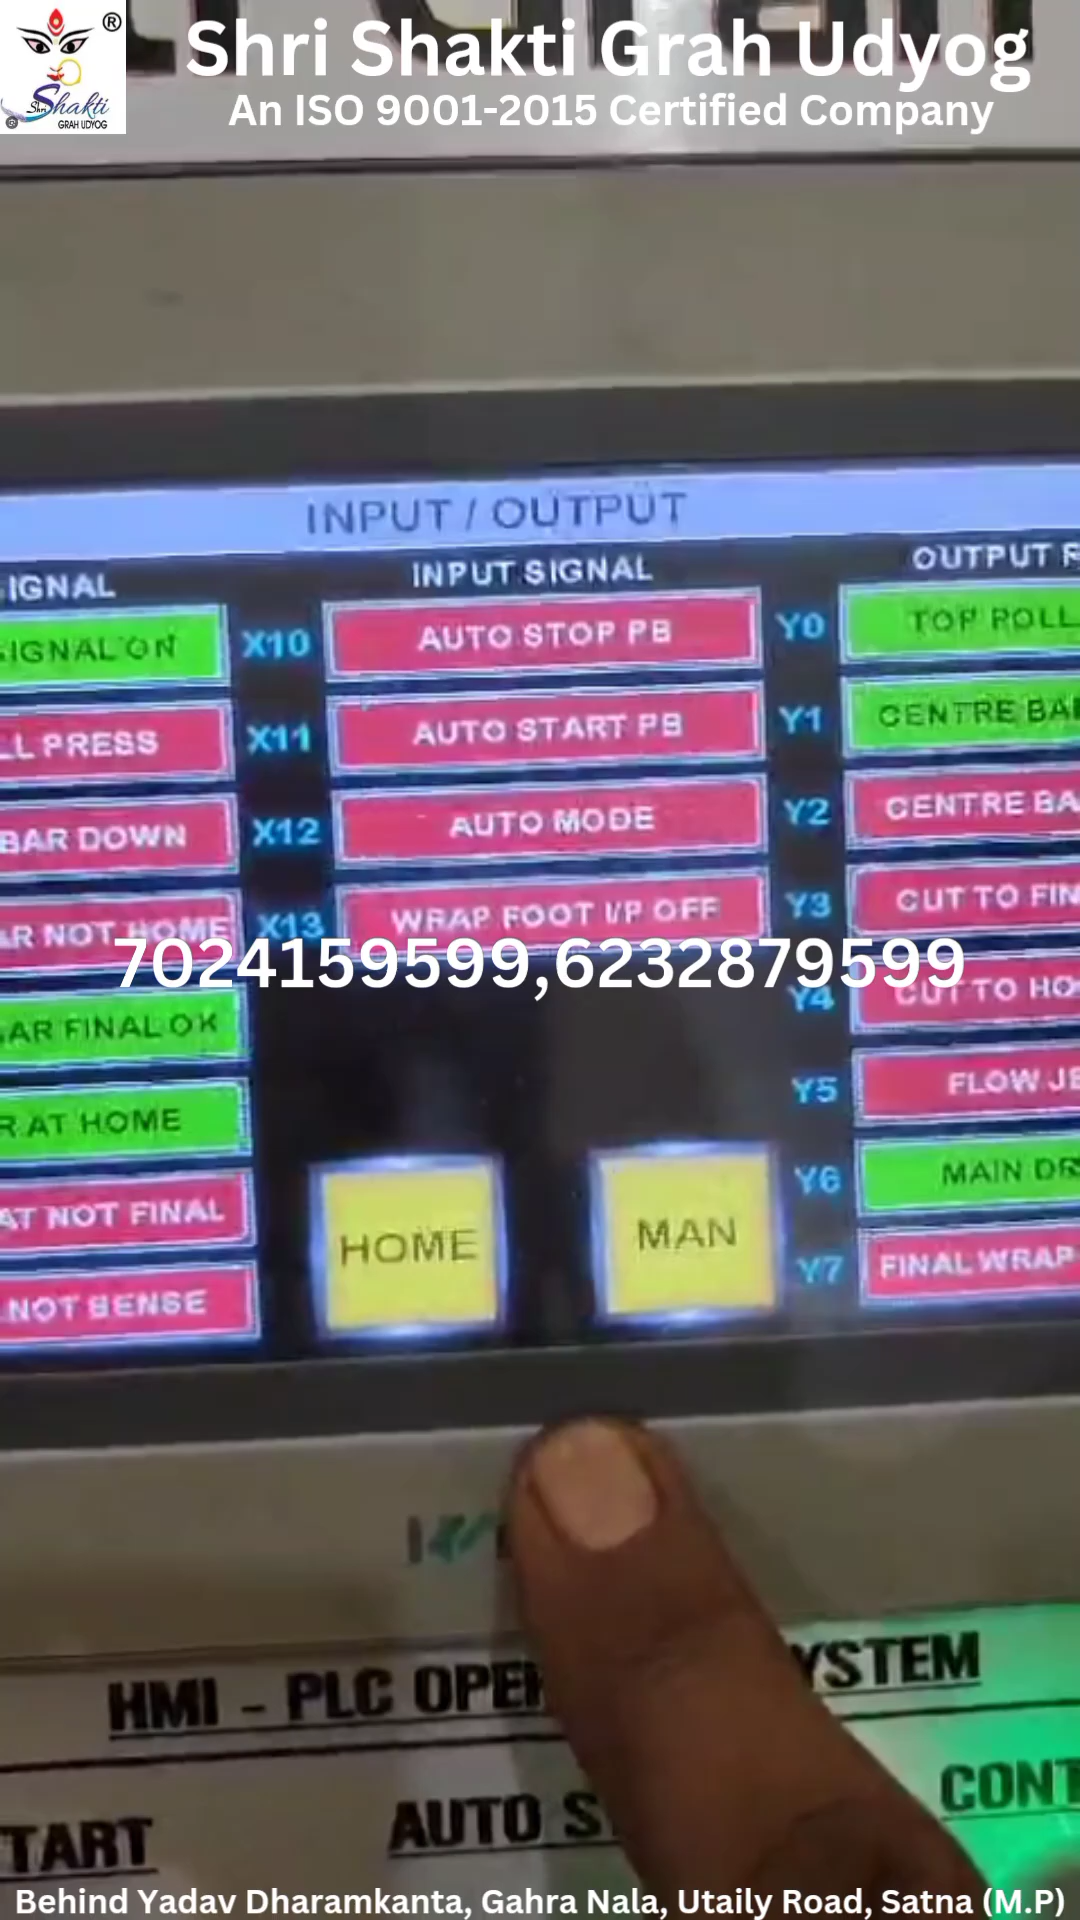 ®
Shri Shakti Grah Udyog
An ISO 9001-2015 Certified Company
Shri Shakti
GRAH UDYOG
INPUT / OUTPUT
IGNAL
INPUT SIGNAL
OUTPUT R
SIGNAL ON
X10
AUTO STOP PB
Y0
TOP ROLL
LL PRESS
X11
AUTO START PB
Y1
CENTRE BA
BAR DOWN
X12
AUTO MODE
Y2
CENTRE BA
AR NOT HOME
X13
WRAP FOOT I/P OFF
Y3
CUT TO FIN
7024159599,6232879599
AR FINAL OK
Y4
CUT TO HO
R AT HOME
Y5
FLOW JE
AT NOT FINAL
HOME
MAN
Y6
MAIN DR
NOT SENSE
Y7
FINAL WRAP
HMI - PLC OPER
YSTEM
TART
AUTO S
CONT
Behind Yadav Dharamkanta, Gahra Nala, Utaily Road, Satna (M.P)